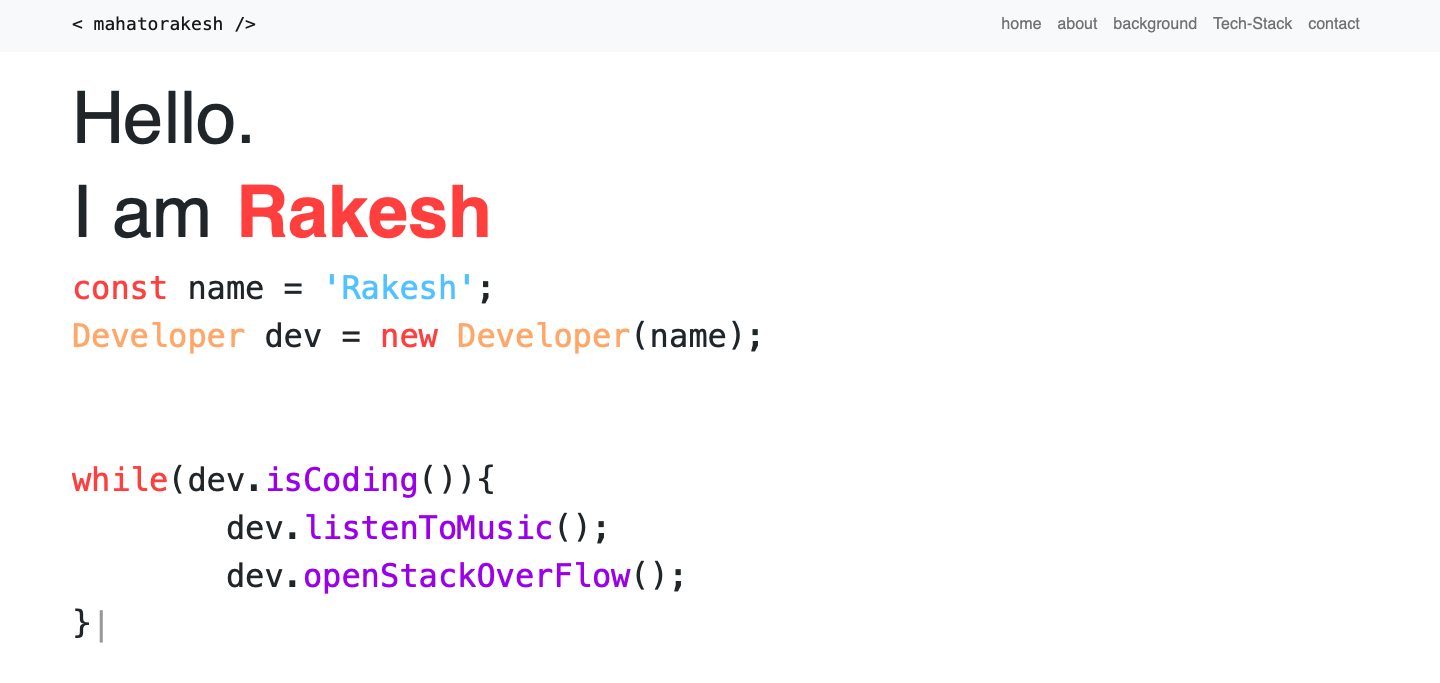 < mahatorakesh />
home about background Tech-Stack contact
Hello.
I am Rakesh
const name = 'Rakesh';
Developer dev = new Developer(name);
while(dev.isCoding()){
dev.listenToMusic();
dev.openStackOverFlow();
}|